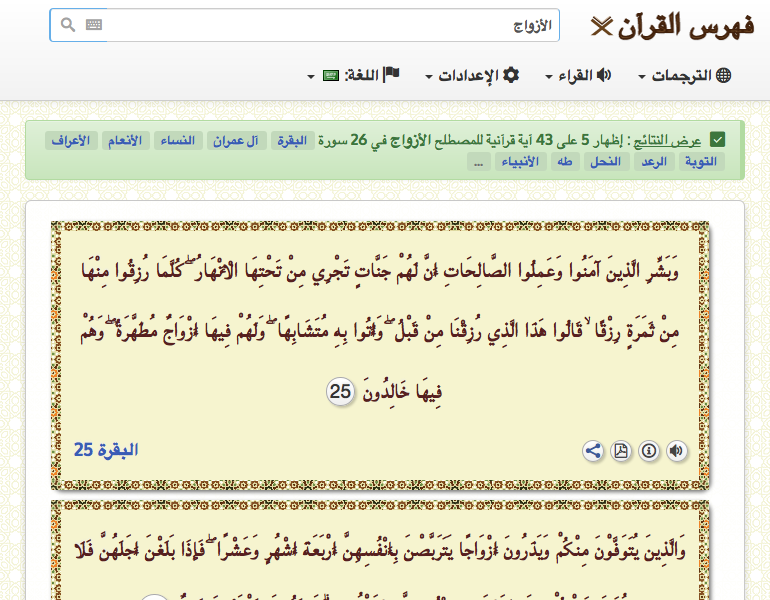 فهرس القرآن
الأزواج
الترجمات القراء الإعدادات اللغة:
عرض النتائج : إظهار 5 على 43 آية قرآنية للمصطلح الأزواج في 26 سورة البقرة آل عمران النساء الأنعام الأعراف
التوبة الرعد النحل طه الأنبياء ...
وَبَشِّرِ الَّذِينَ آمَنُوا وَعَمِلُوا الصَّالِحَاتِ أَنَّ لَهُمْ جَنَّاتٍ تَجْرِي مِنْ تَحْتِهَا الْأَنْهَارُ ۖ كُلَّمَا رُزِقُوا مِنْهَا
مِنْ ثَمَرَةٍ رِزْقًا ۙ قَالُوا هَٰذَا الَّذِي رُزِقْنَا مِنْ قَبْلُ ۖ وَأُتُوا بِهِ مُتَشَابِهًا ۖ وَلَهُمْ فِيهَا أَزْوَاجٌ مُطَهَّرَةٌ ۖ وَهُمْ
فِيهَا خَالِدُونَ 25
البقرة 25
وَالَّذِينَ يُتَوَفَّوْنَ مِنْكُمْ وَيَذَرُونَ أَزْوَاجًا يَتَرَبَّصْنَ بِأَنْفُسِهِنَّ أَرْبَعَةَ أَشْهُرٍ وَعَشْرًا ۖ فَإِذَا بَلَغْنَ أَجَلَهُنَّ فَلَا